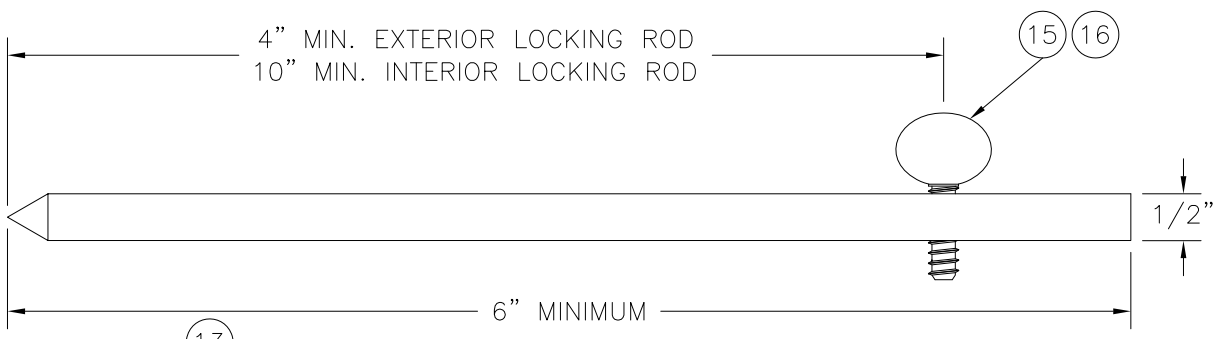 4” MIN. EXTERIOR LOCKING ROD
10” MIN. INTERIOR LOCKING ROD
15 16
1/2”
6” MINIMUM